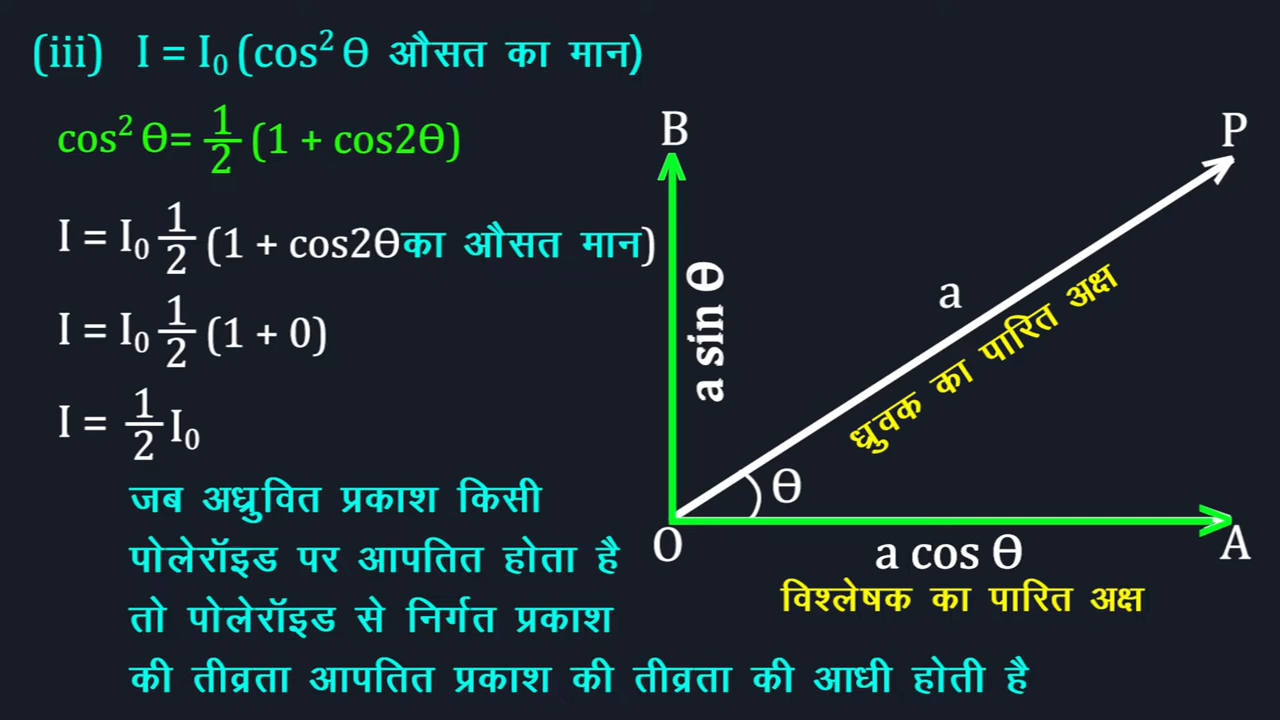 (iii) I = I₀ (cos² θ औसत का मान)
cos² θ= 1/2 (1 + cos2θ)
I = I₀ 1/2 (1 + cos2θका औसत मान)
I = I₀ 1/2 (1 + 0)
I = 1/2 I₀
जब अध्रुवित प्रकाश किसी
पोलेरॉइड पर आपतित होता है
तो पोलेरॉइड से निर्गत प्रकाश
की तीव्रता आपतित प्रकाश की तीव्रता की आधी होती है
B
P
a sin θ
a
ध्रुवक का पारित अक्ष
θ
O
a cos θ
A
विश्लेषक का पारित अक्ष